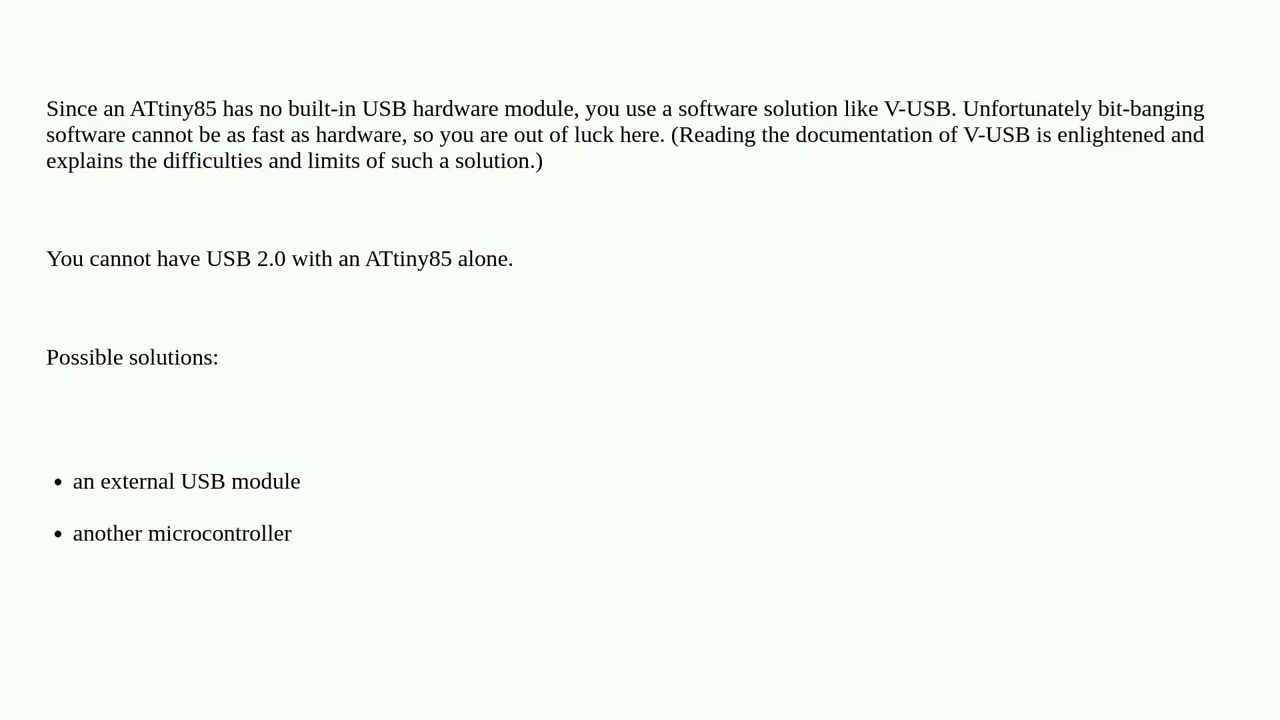 Since an ATtiny85 has no built-in USB hardware module, you use a software solution like V-USB. Unfortunately bit-banging
software cannot be as fast as hardware, so you are out of luck here. (Reading the documentation of V-USB is enlightened and
explains the difficulties and limits of such a solution.)
You cannot have USB 2.0 with an ATtiny85 alone.
Possible solutions:
• an external USB module
• another microcontroller